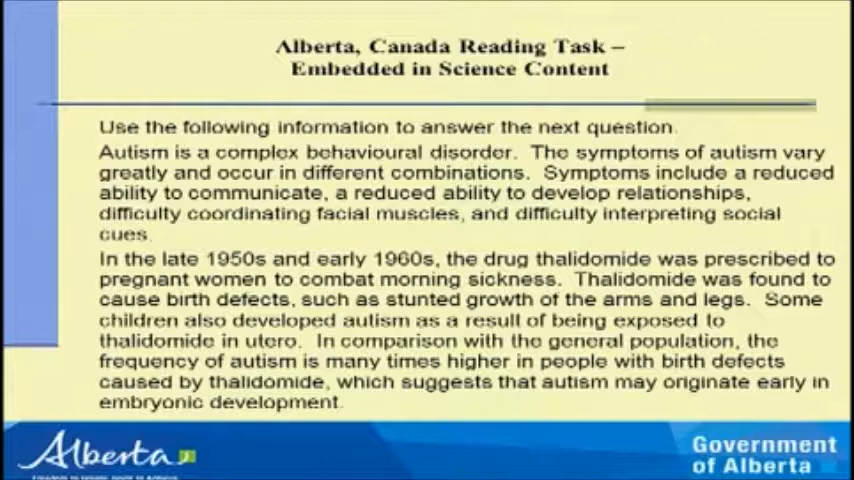 Alberta, Canada Reading Task –
Embedded in Science Content
Use the following information to answer the next question.
Autism is a complex behavioural disorder. The symptoms of autism vary
greatly and occur in different combinations. Symptoms include a reduced
ability to communicate, a reduced ability to develop relationships,
difficulty coordinating facial muscles, and difficulty interpreting social
cues.
In the late 1950s and early 1960s, the drug thalidomide was prescribed to
pregnant women to combat morning sickness. Thalidomide was found to
cause birth defects, such as stunted growth of the arms and legs. Some
children also developed autism as a result of being exposed to
thalidomide in utero. In comparison with the general population, the
frequency of autism is many times higher in people with birth defects
caused by thalidomide, which suggests that autism may originate early in
embryonic development.
Alberta
Government
of Alberta